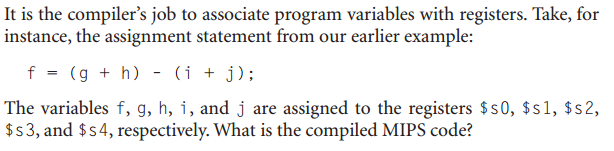 It is the compiler’s job to associate program variables with registers. Take, for
instance, the assignment statement from our earlier example:
f = (g + h) - (i + j);
The variables f, g, h, i, and j are assigned to the registers $s0, $s1, $s2,
$s3, and $s4, respectively. What is the compiled MIPS code?